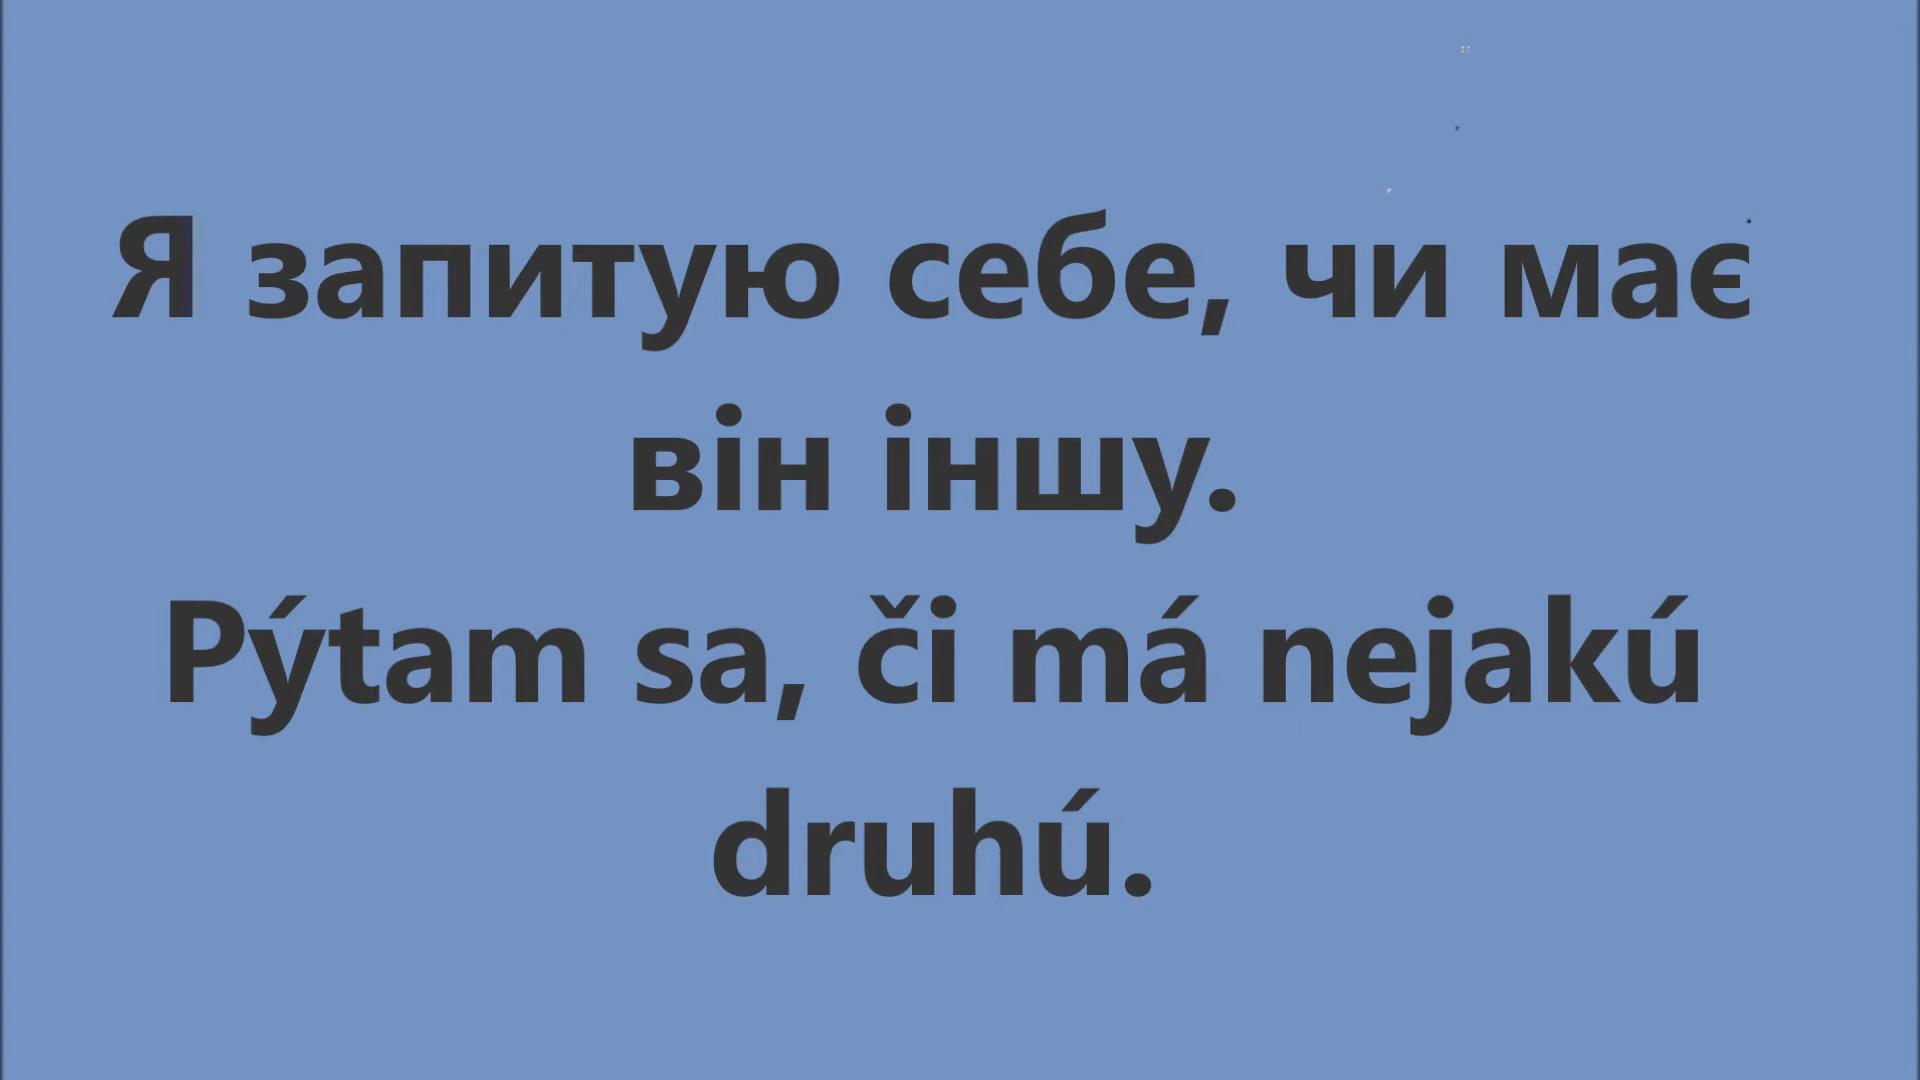 Я запитую себе, чи має
він іншу.
Pýtam sa, či má nejakú
druhú.